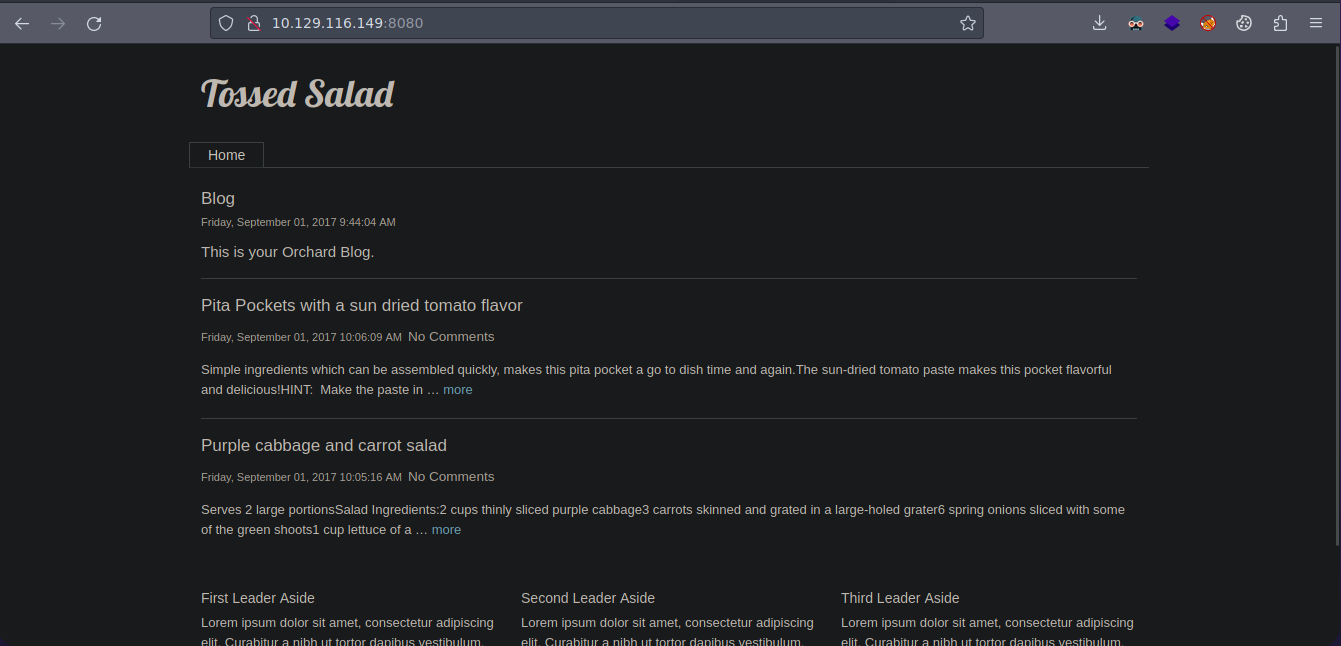 10.129.116.149:8080
Tossed Salad
Home
Blog
Friday, September 01, 2017 9:44:04 AM
This is your Orchard Blog.
Pita Pockets with a sun dried tomato flavor
Friday, September 01, 2017 10:06:09 AM No Comments
Simple ingredients which can be assembled quickly, makes this pita pocket a go to dish time and again.The sun-dried tomato paste makes this pocket flavorful
and delicious!HINT:  Make the paste in … more
Purple cabbage and carrot salad
Friday, September 01, 2017 10:05:16 AM No Comments
Serves 2 large portionsSalad Ingredients:2 cups thinly sliced purple cabbage3 carrots skinned and grated in a large-holed grater6 spring onions sliced with some
of the green shoots1 cup lettuce of a … more
First Leader Aside
Lorem ipsum dolor sit amet, consectetur adipiscing
elit. Curabitur a nibh ut tortor dapibus vestibulum.
Second Leader Aside
Lorem ipsum dolor sit amet, consectetur adipiscing
elit. Curabitur a nibh ut tortor dapibus vestibulum.
Third Leader Aside
Lorem ipsum dolor sit amet, consectetur adipiscing
elit. Curabitur a nibh ut tortor dapibus vestibulum.